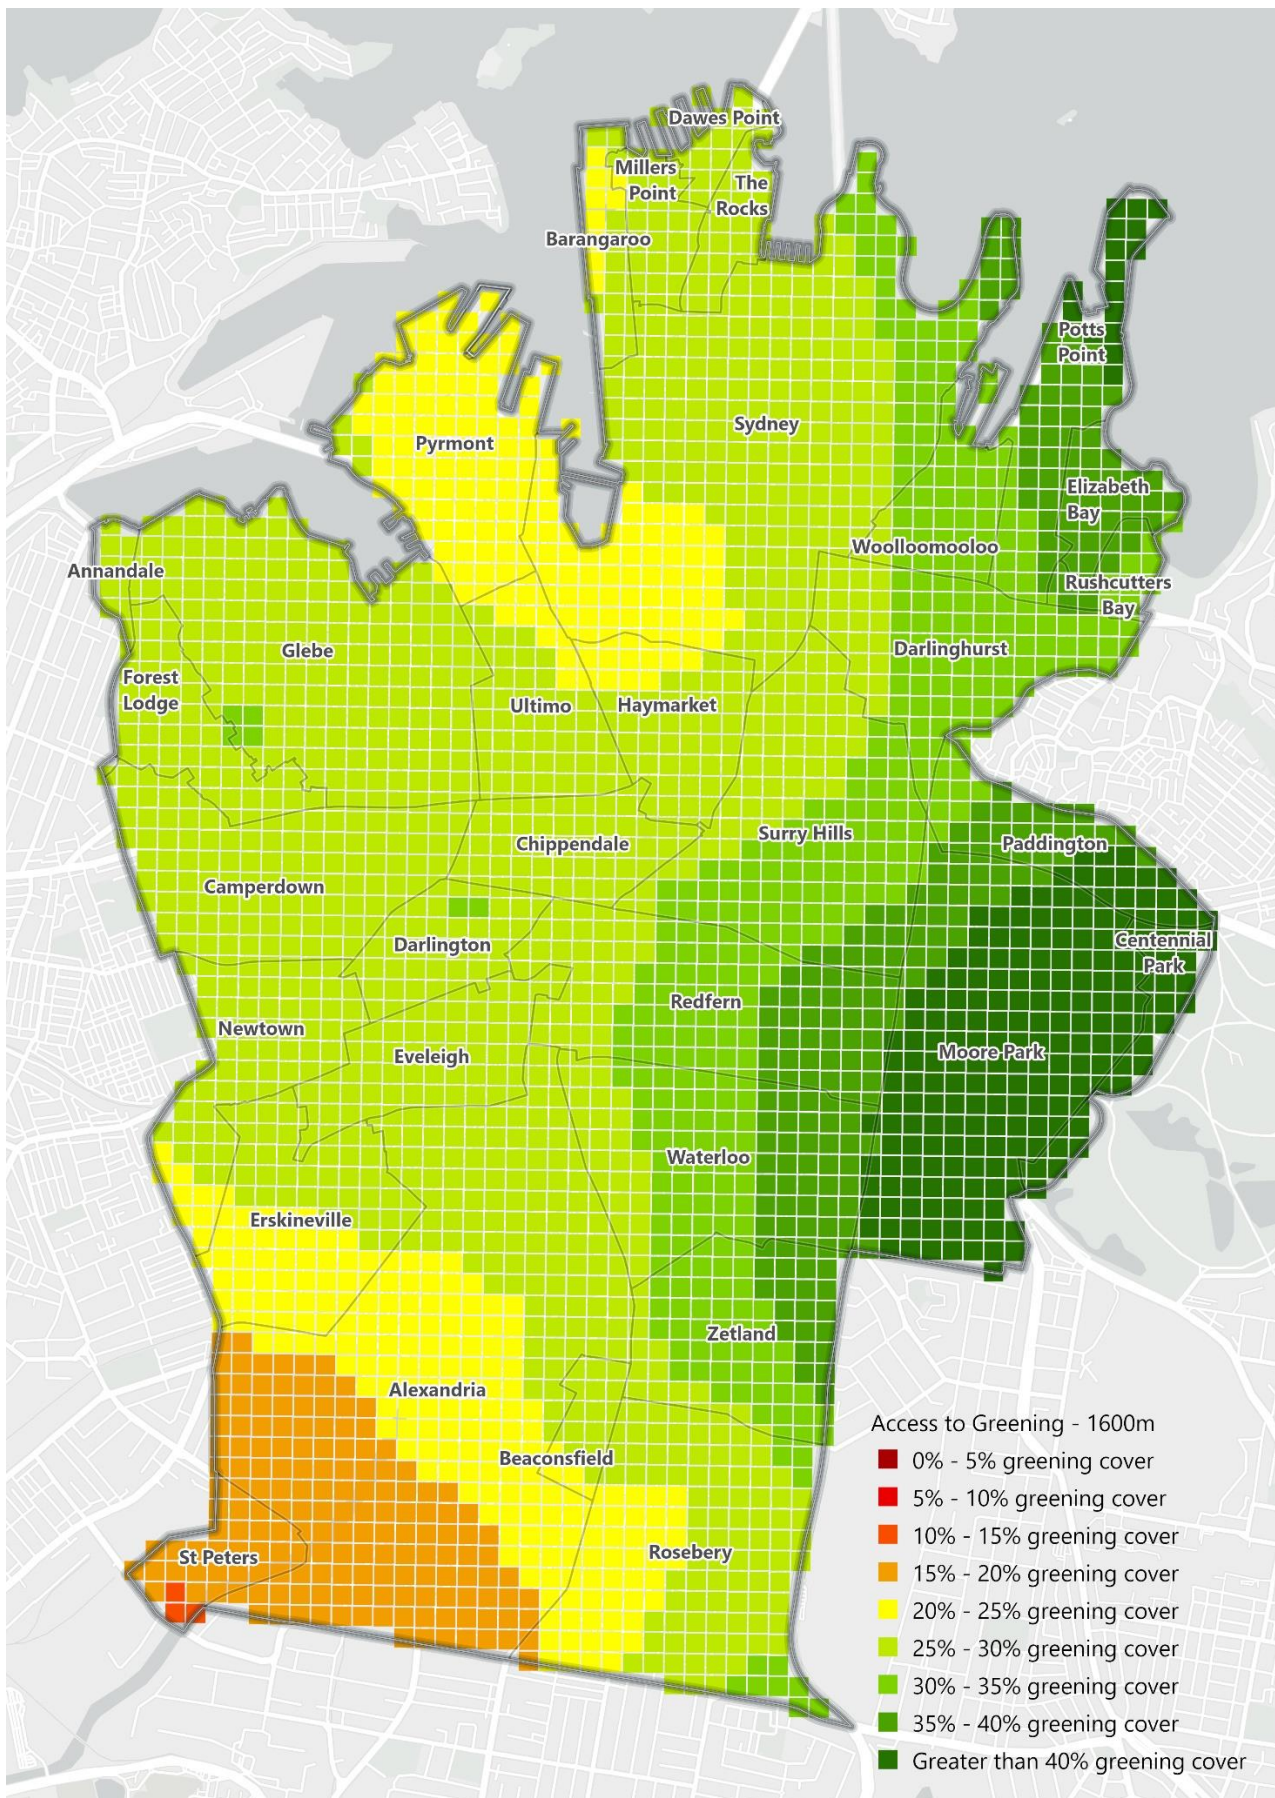 Dawes Point
Millers
Point
The
Rocks
Barangaroo
Potts
Point
Sydney
Pyrmont
Elizabeth
Bay
Woolloomooloo
Annandale
Rushcutters
Bay
Glebe
Darlinghurst
Forest
Lodge
Ultimo
Haymarket
Surry Hills
Chippendale
Paddington
Camperdown
Darlington
Centennial
Park
Redfern
Newtown
Eveleigh
Moore Park
Waterloo
Erskineville
Zetland
Alexandria
Beaconsfield
Rosebery
St Peters
Access to Greening - 1600m
0% - 5% greening cover
5% - 10% greening cover
10% - 15% greening cover
15% - 20% greening cover
20% - 25% greening cover
25% - 30% greening cover
30% - 35% greening cover
35% - 40% greening cover
Greater than 40% greening cover